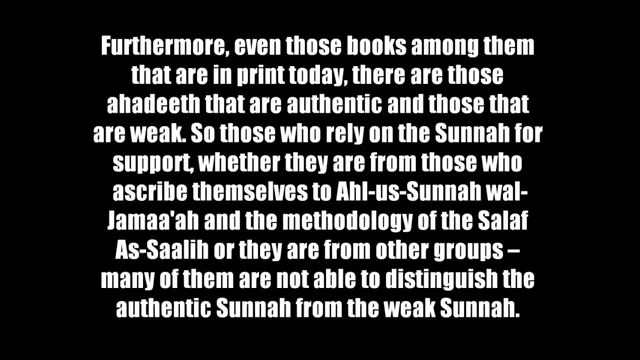 Furthermore, even those books among them
that are in print today, there are those
ahadeeth that are authentic and those that
are weak. So those who rely on the Sunnah for
support, whether they are from those who
ascribe themselves to Ahl-us-Sunnah wal-
Jamaa'ah and the methodology of the Salaf
As-Saalih or they are from other groups –
many of them are not able to distinguish the
authentic Sunnah from the weak Sunnah.